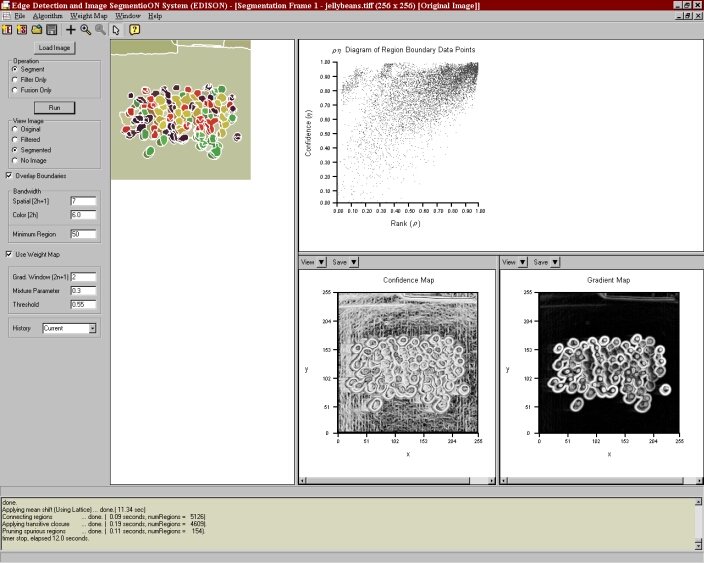 Edge Detection and Image SegmentioON System (EDISON) - [Segmentation Frame 1 - jellybeans.tiff (256 x 256) [Original Image]]
File Algorithm Weight Map Window Help
Load Image
Operation
Segment
Filter Only
Fusion Only
Run
View Image
Original
Filtered
Segmented
No Image
Overlay Boundaries
Bandwidth
Spatial (2h+1) 7
Color (2h) 6.0
Minimum Region 50
Use Weight Map
Grad. Window (2n+1) 2
Mixture Parameter 0.3
Threshold 0.55
History Current
ρη Diagram of Region Boundary Data Points
Confidence (η)
1.00
0.90
0.80
0.70
0.60
0.50
0.40
0.30
0.20
0.10
0.00
0.00 0.10 0.20 0.30 0.40 0.50 0.60 0.70 0.80 0.90 1.00
Rank (ρ)
View Save
Confidence Map
255
204
153
102
51
0
y
0 51 102 153 204 255
x
View Save
Gradient Map
255
204
153
102
51
0
y
0 51 102 153 204 255
x
done.
Applying mean shift (Using Lattice) ... done.( 11.34 sec)
Connecting regions ... done. ( 0.09 seconds, numRegions = 5126)
Applying transitive closure ... done. ( 0.19 seconds, numRegions = 4609).
Pruning spurious regions ... done. ( 0.11 seconds, numRegions = 154).
timer stop, elapsed 12.0 seconds.